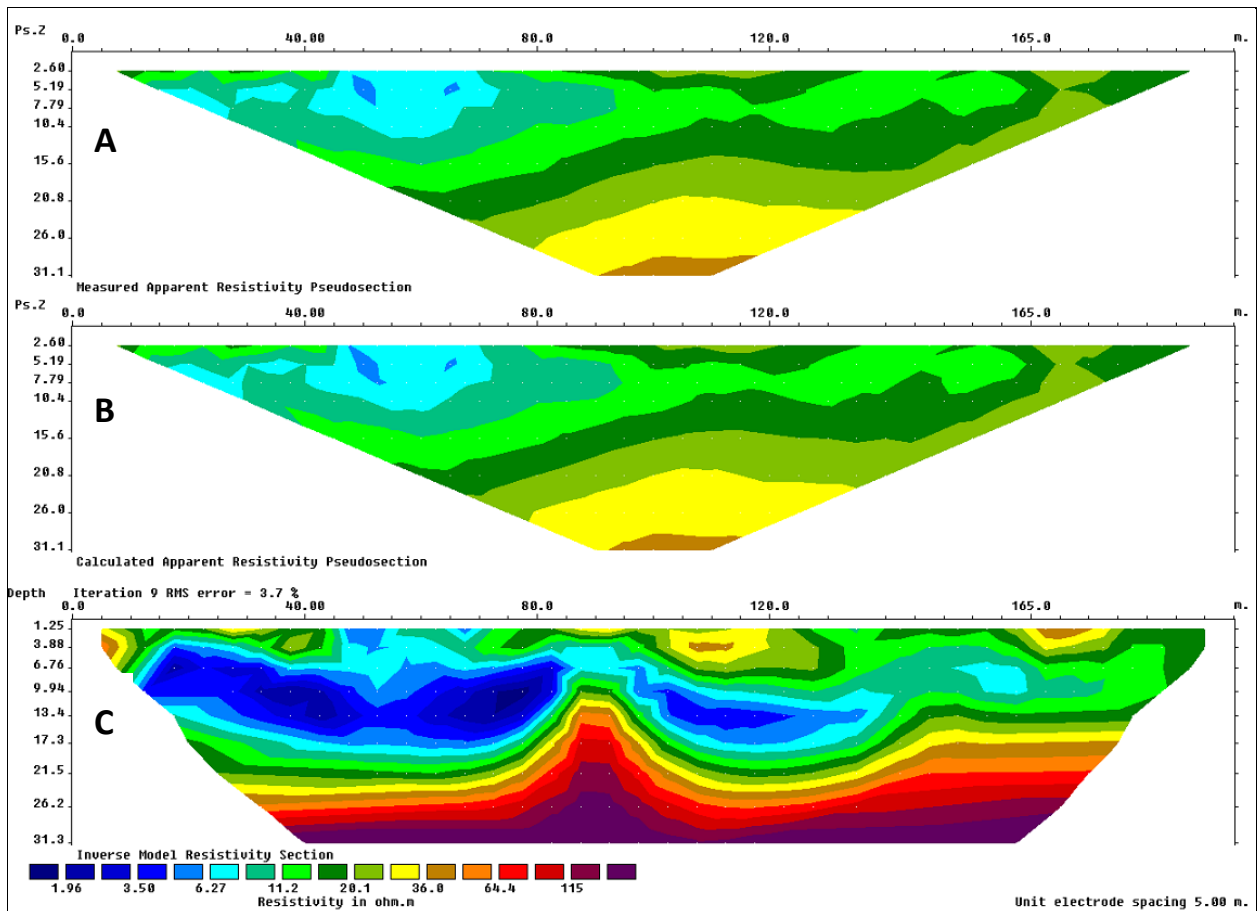 Ps.Z 0.0 40.00 80.0 120.0 165.0 m.
2.60
5.19
7.79
10.4
A
15.6
20.8
26.0
31.1
Measured Apparent Resistivity Pseudosection
Ps.Z 0.0 40.00 80.0 120.0 165.0 m.
2.60
5.19
7.79
10.4
B
15.6
20.8
26.0
31.1
Calculated Apparent Resistivity Pseudosection
Depth Iteration 9 RMS error = 3.7 %
0.0 40.00 80.0 120.0 165.0 m.
1.25
3.88
6.76
9.94
13.4
C
17.3
21.5
26.2
31.3
Inverse Model Resistivity Section
1.96 3.50 6.27 11.2 20.1 36.0 64.4 115
Resistivity in ohm.m Unit electrode spacing 5.00 m.